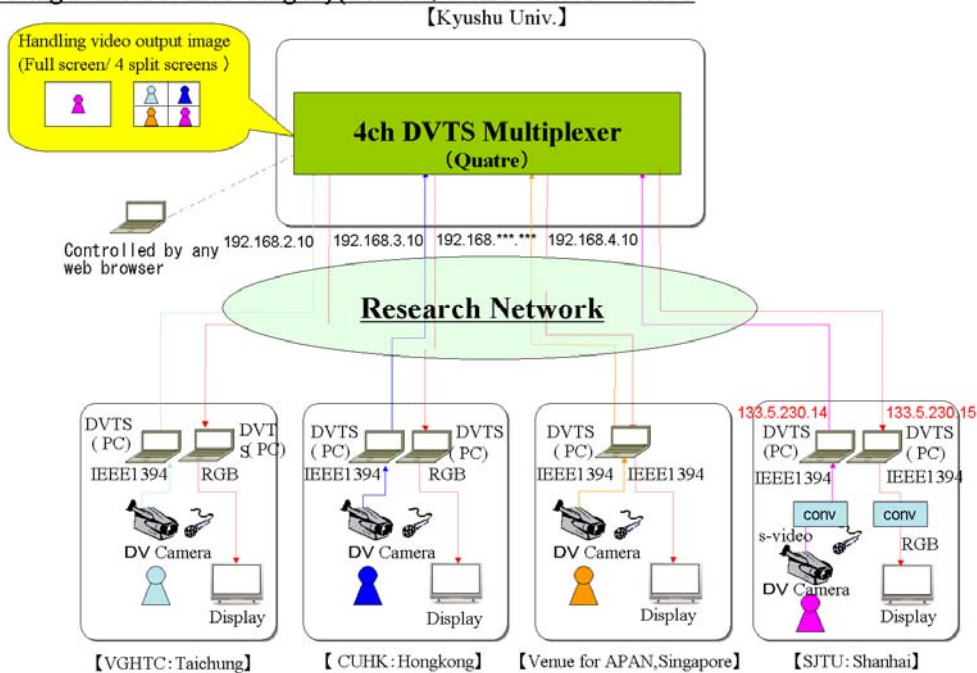 【Kyushu Univ.】
Handling video output image
(Full screen/ 4 split screens )
4ch DVTS Multiplexer
(Quatre)
Controlled by any
web browser
192.168.2.10
192.168.3.10
192.168.***.***
192.168.4.10
Research Network
DVTS
( PC)
DVT
S( PC)
IEEE1394
RGB
DV Camera
Display
DVTS
( PC)
DVTS
( PC)
IEEE1394
RGB
DV Camera
Display
DVTS
( PC)
IEEE1394
IEEE1394
DV Camera
Display
133.5.230.14
133.5.230.15
DVTS
(PC)
DVTS
( PC)
IEEE1394
IEEE1394
conv
conv
s-video
RGB
DV Camera
Display
【VGHTC: Taichung】
【 CUHK: Hongkong】
【Venue for APAN,Singapore】
【SJTU: Shanhai】